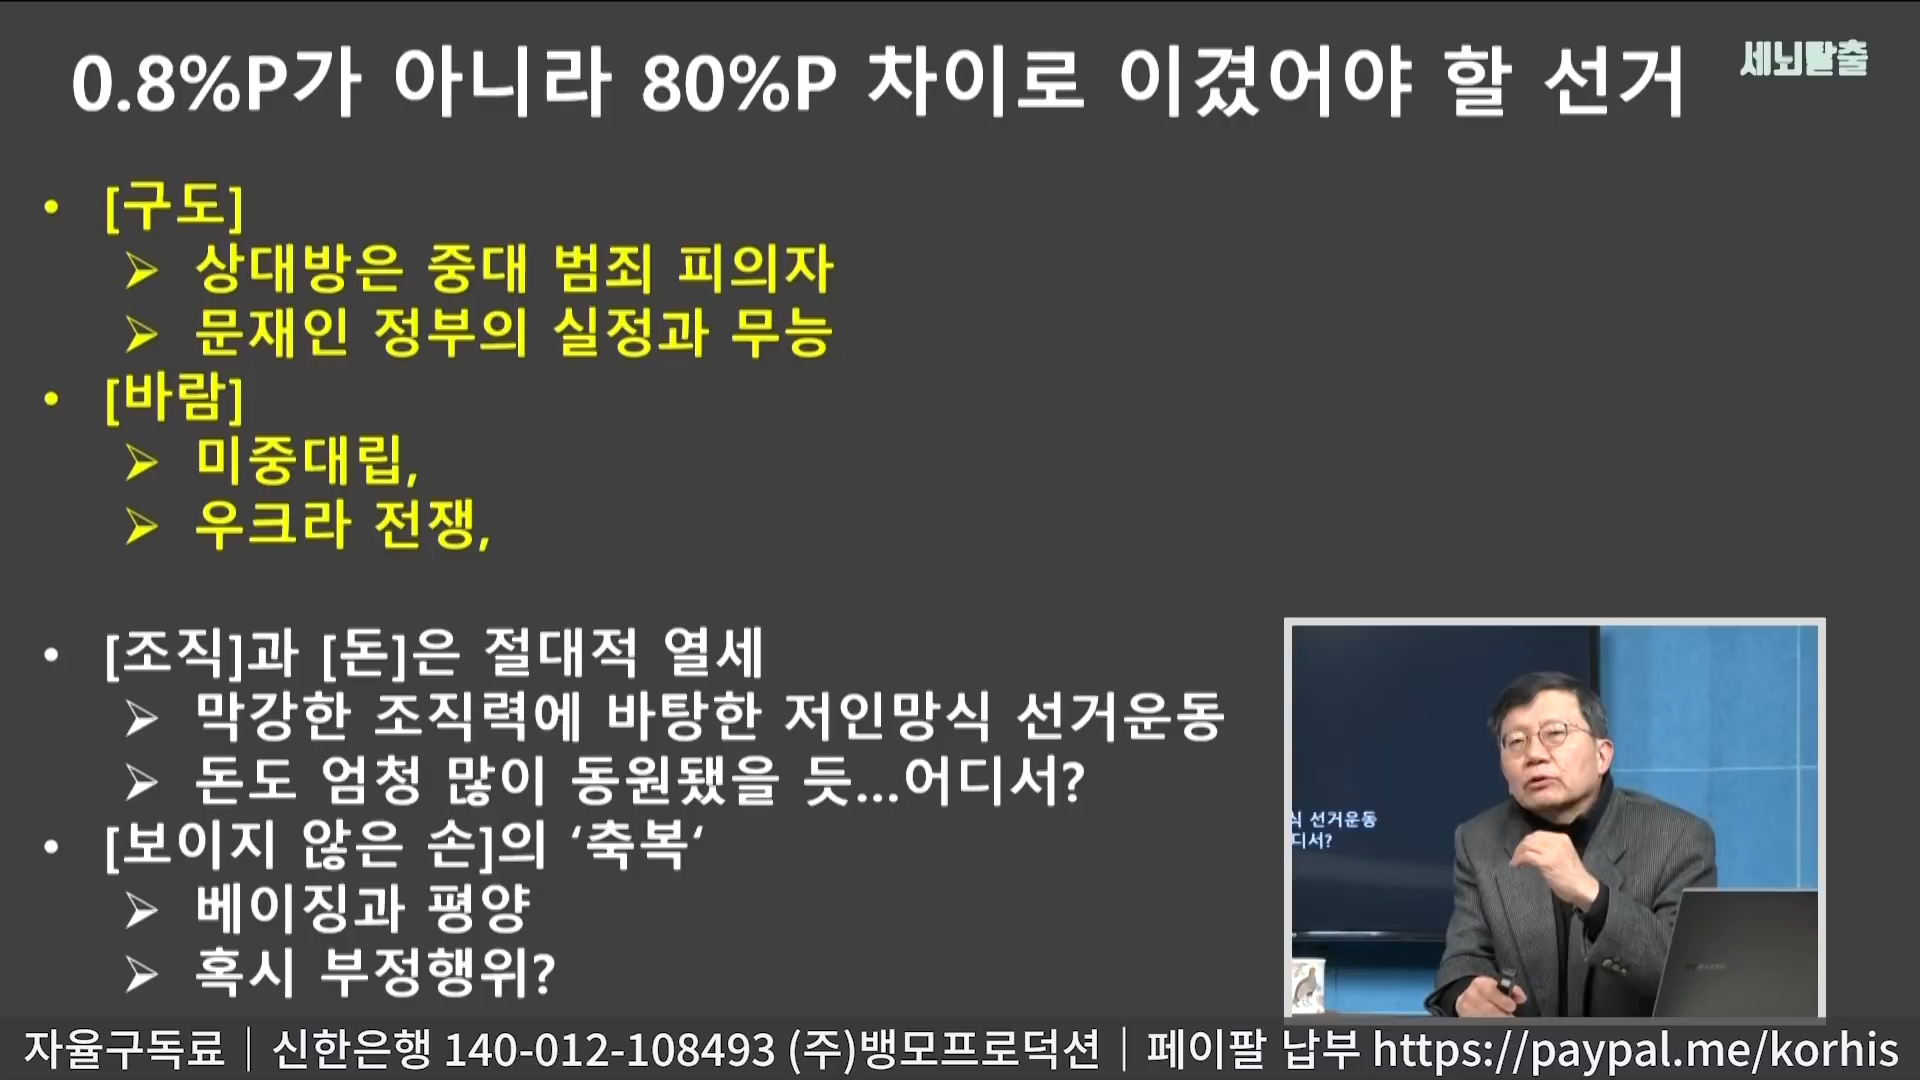 0.8%P가 아니라 80%P 차이로 이겼어야 할 선거
세뇌탈출
• [구도]
➢ 상대방은 중대 범죄 피의자
➢ 문재인 정부의 실정과 무능
• [바람]
➢ 미중대립,
➢ 우크라 전쟁,
• [조직]과 [돈]은 절대적 열세
➢ 막강한 조직력에 바탕한 저인망식 선거운동
➢ 돈도 엄청 많이 동원됐을 듯...어디서?
• [보이지 않은 손]의 ‘축복‘
➢ 베이징과 평양
➢ 혹시 부정행위?
식 선거운동
디서?
자율구독료│신한은행 140-012-108493 (주)뱅모프로덕션│페이팔 납부 https://paypal.me/korhis